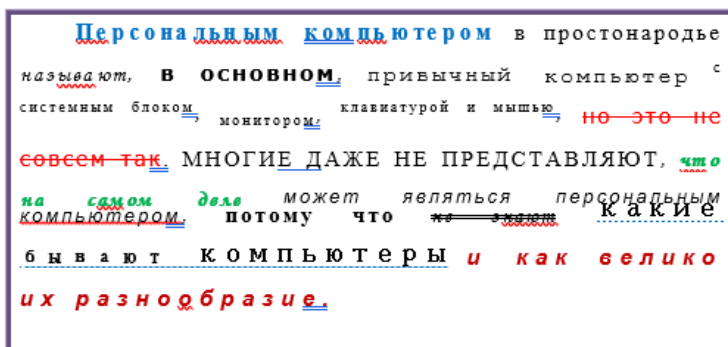 Персональным компьютером в простонародье
называют, в основном, привычный компьютер с
системным блоком, монитором, клавиатурой и мышью, но это не
совсем так. МНОГИЕ ДАЖЕ НЕ ПРЕДСТАВЛЯЮТ, что
на самом деле может являться персональным
компьютером, потому что не знают какие
бывают компьютеры и как велико
их разнообразие.